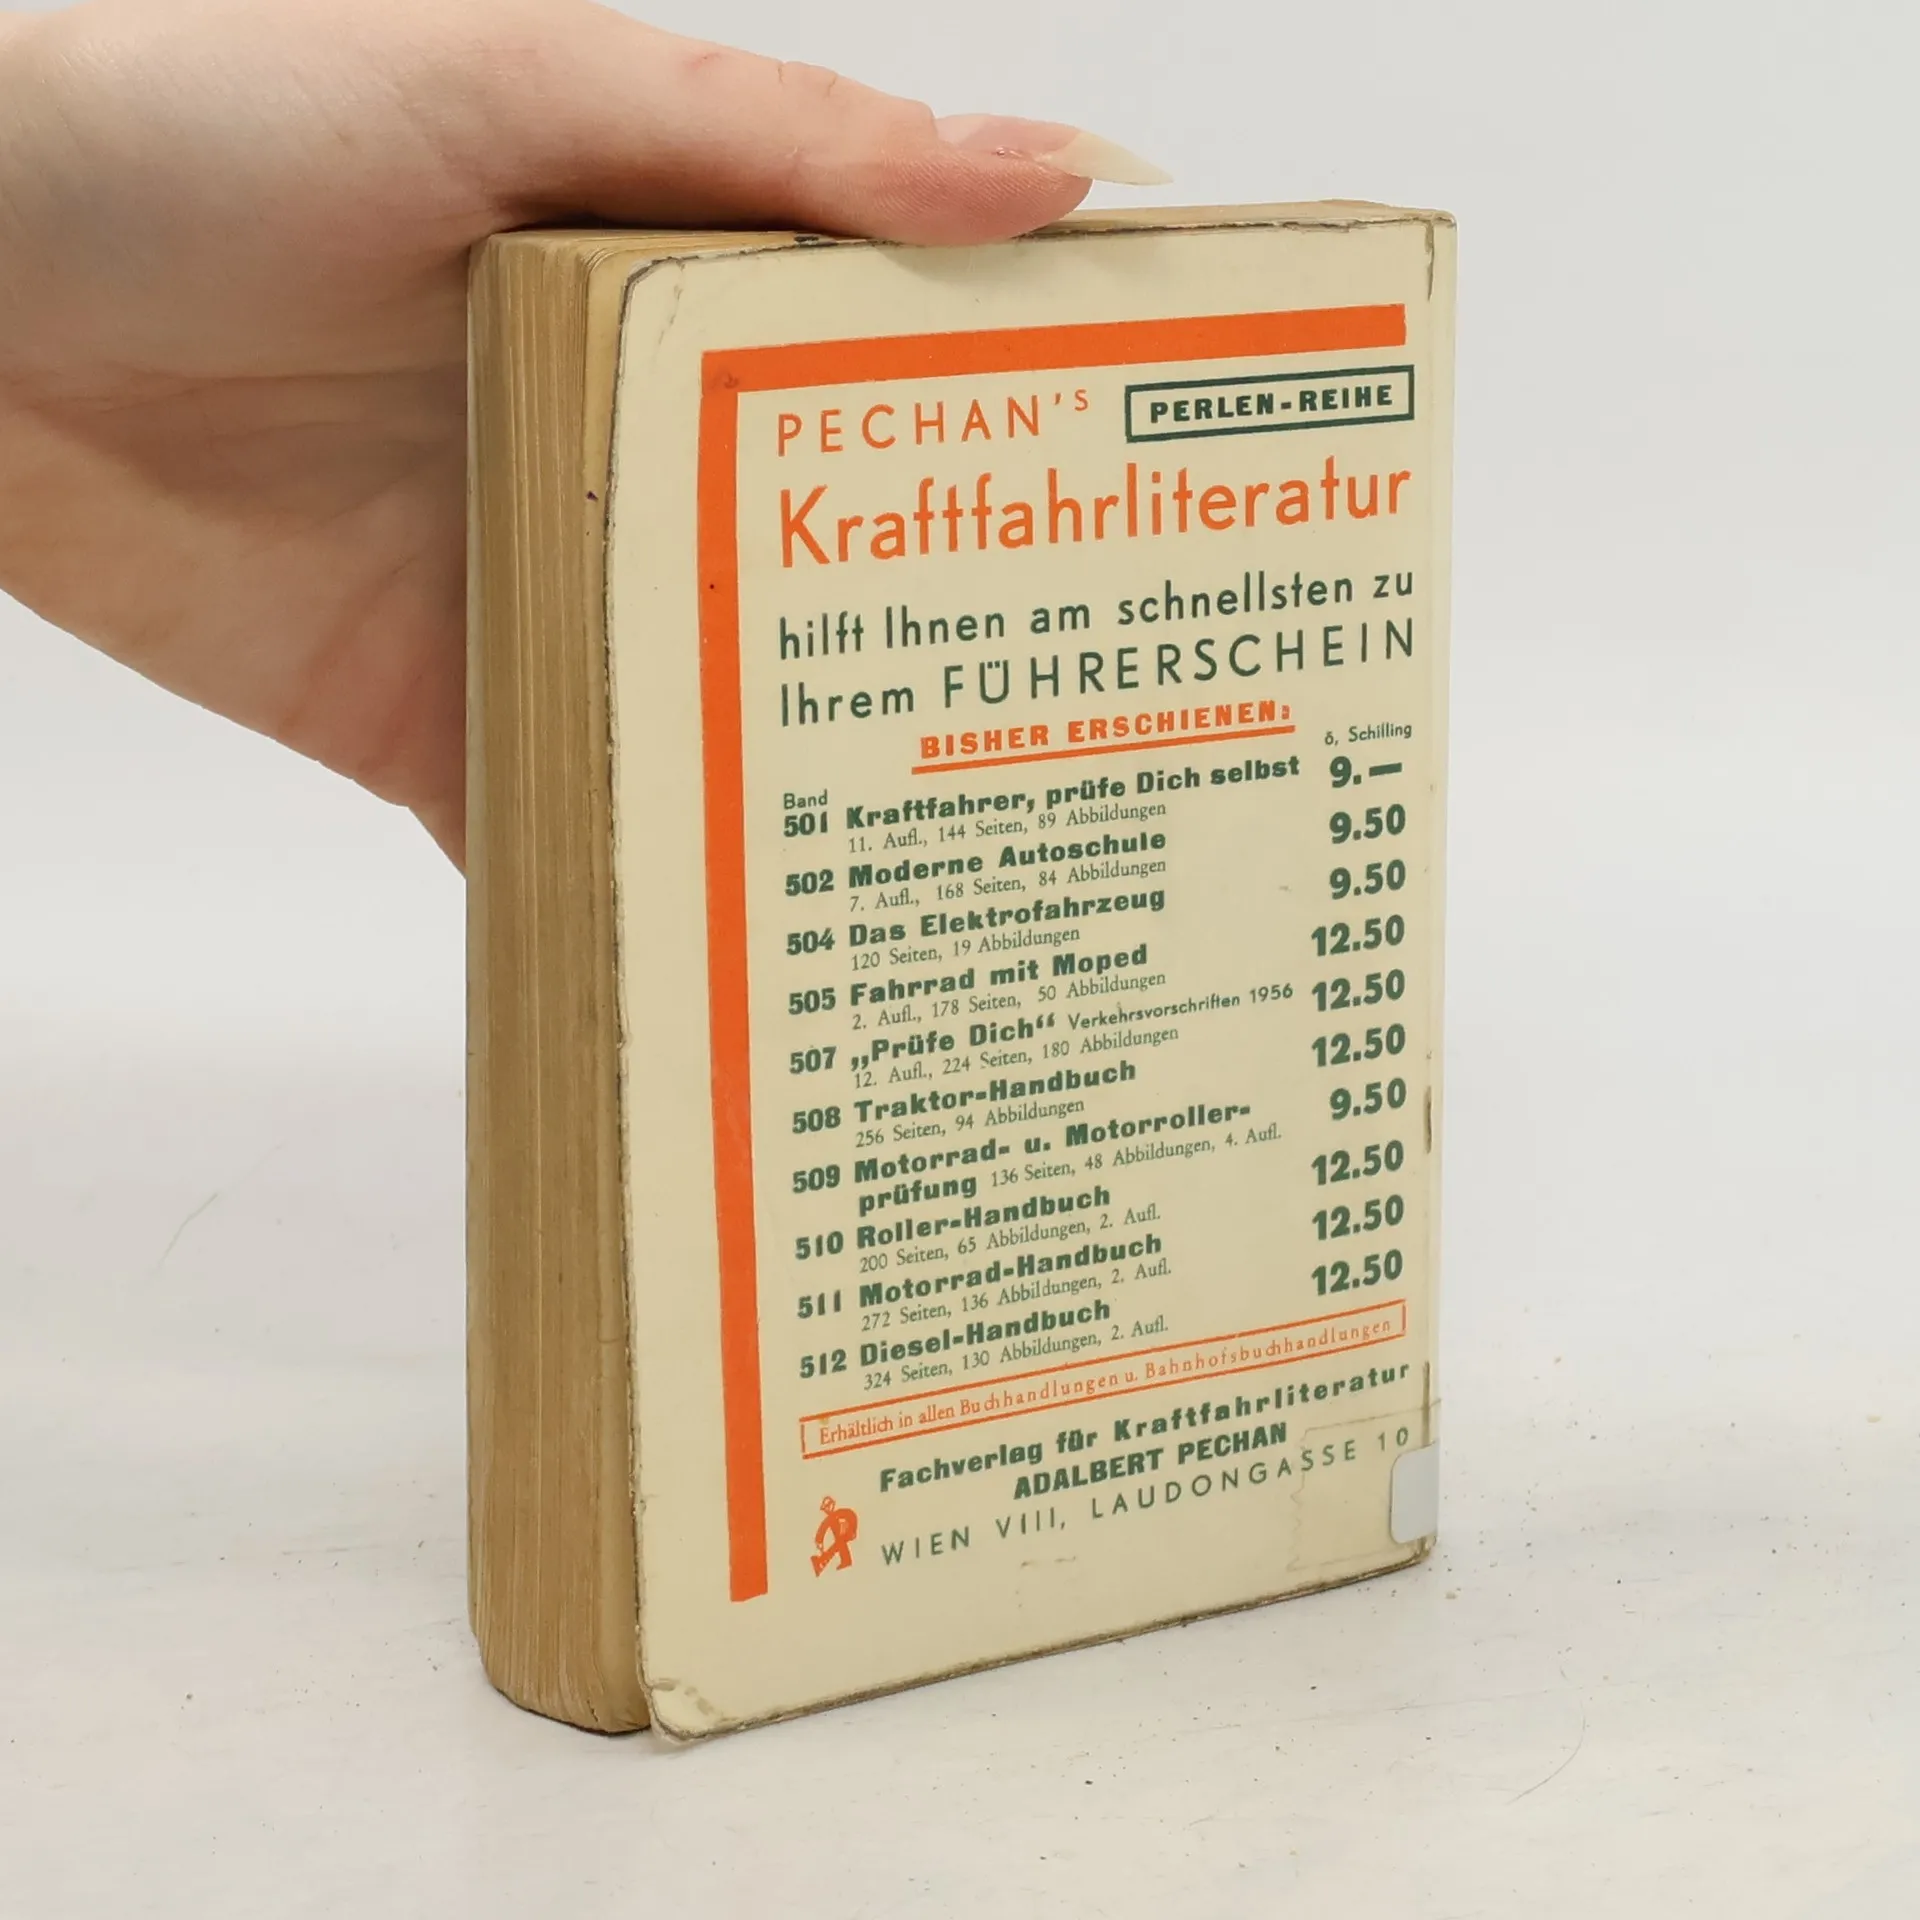 PECHAN's PERLEN-REIHE
Kraftfahrliteratur
hilft Ihnen am schnellsten zu
Ihrem FÜHRERSCHEIN
BISHER ERSCHIENEN:
ö, Schilling
Band
501 Kraftfahrer, prüfe Dich selbst 9.—
11. Aufl., 144 Seiten, 89 Abbildungen
502 Moderne Autoschule 9.50
7. Aufl., 168 Seiten, 84 Abbildungen
504 Das Elektrofahrzeug 9.50
120 Seiten, 19 Abbildungen
505 Fahrrad mit Moped 12.50
2. Aufl., 178 Seiten, 50 Abbildungen
507 „Prüfe Dich“ Verkehrsvorschriften 1956 12.50
12. Aufl., 224 Seiten, 180 Abbildungen
508 Traktor-Handbuch 12.50
256 Seiten, 94 Abbildungen
509 Motorrad- u. Motorroller- 9.50
prüfung 136 Seiten, 48 Abbildungen, 4. Aufl.
510 Roller-Handbuch 12.50
200 Seiten, 65 Abbildungen, 2. Aufl.
511 Motorrad-Handbuch 12.50
272 Seiten, 136 Abbildungen, 2. Aufl.
512 Diesel-Handbuch 12.50
324 Seiten, 130 Abbildungen, 2. Aufl.
Erhältlich in allen Buchhandlungen u. Bahnhofsbuchhandlungen
Fachverlag für Kraftfahrliteratur
ADALBERT PECHAN
WIEN VIII, LAUDONGASSE 10